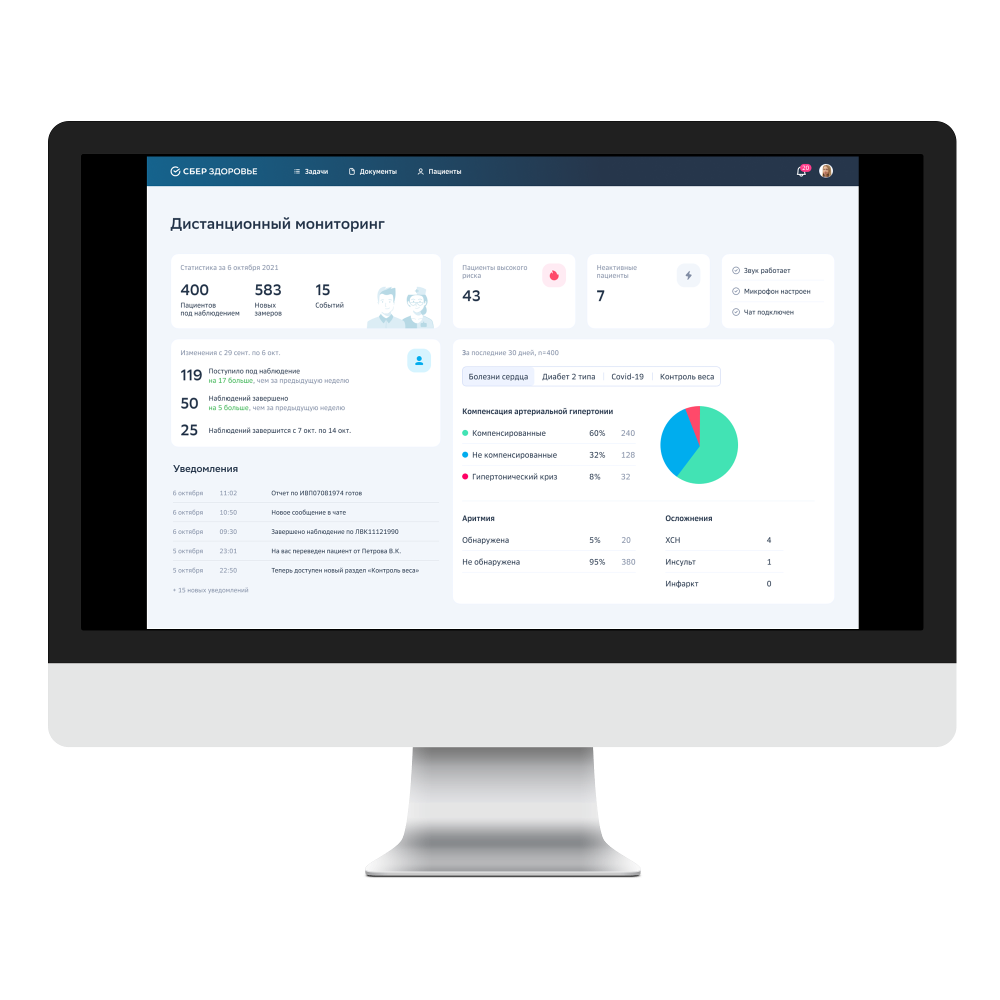 СБЕР ЗДОРОВЬЕ
Задачи
Документы
Пациенты
20
Дистанционный мониторинг
Статистика за 6 октября 2021
400
Пациентов
под наблюдением
583
Новых
замеров
15
Событий
Пациенты высокого
риска
43
Неактивные
пациенты
7
Звук работает
Микрофон настроен
Чат подключен
Изменения с 29 сент. по 6 окт.
119
Поступило под наблюдение
на 17 больше, чем за предыдущую неделю
50
Наблюдений завершено
на 5 больше, чем за предыдущую неделю
25
Наблюдений завершится с 7 окт. по 14 окт.
Уведомления
6 октября 11:02 Отчет по ИВП07081974 готов
6 октября 10:50 Новое сообщение в чате
6 октября 09:30 Завершено наблюдение по ЛВК11121990
5 октября 23:01 На вас переведен пациент от Петрова В.К.
5 октября 22:50 Теперь доступен новый раздел «Контроль веса»
+ 15 новых уведомлений
За последние 30 дней, n=400
Болезни сердца Диабет 2 типа Covid-19 Контроль веса
Компенсация артериальной гипертонии
Компенсированные 60% 240
Не компенсированные 32% 128
Гипертонический криз 8% 32
Аритмия
Обнаружена 5% 20
Не обнаружена 95% 380
Осложнения
ХСН 4
Инсульт 1
Инфаркт 0